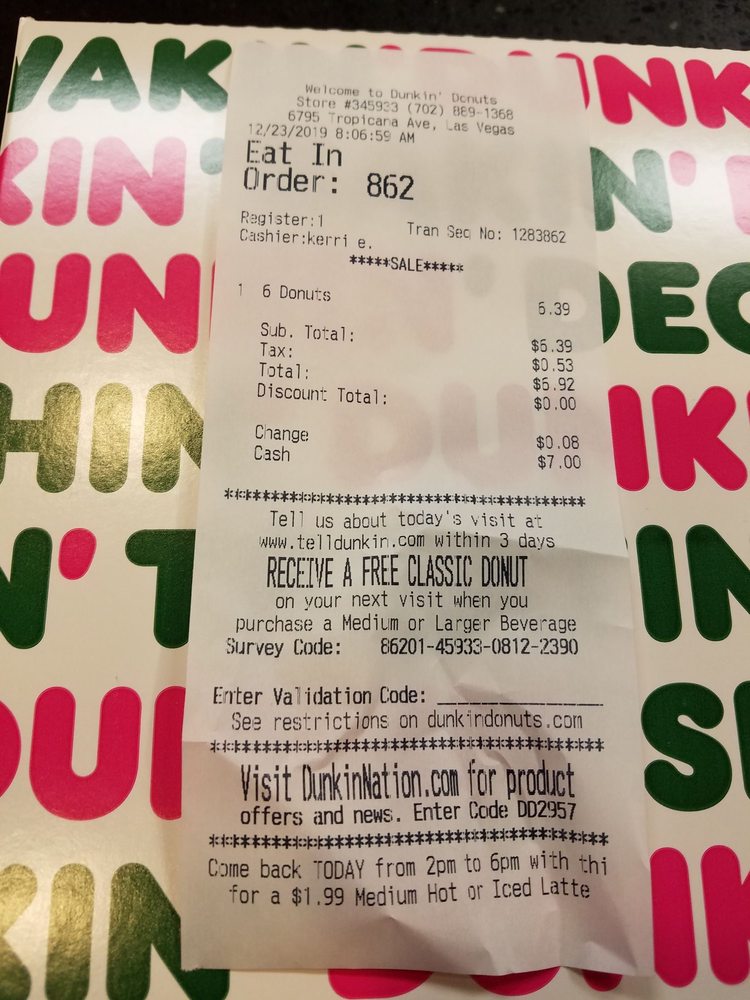 Welcome to Dunkin' Donuts
Store #345933 (702) 889-1368
6795 Tropicana Ave, Las Vegas
12/23/2019 8:06:59 AM
Eat In
Order: 862
Register:1 Tran Seq No: 1283862
Cashier:kerri e.
*****SALE*****
1 6 Donuts 6.39
Sub. Total: $6.39
Tax: $0.53
Total: $6.92
Discount Total: $0.00
Change $0.08
Cash $7.00
Tell us about today's visit at
www.telldunkin.com within 3 days
RECEIVE A FREE CLASSIC DONUT
on your next visit when you
purchase a Medium or Larger Beverage
Survey Code: 86201-45933-0812-2390
Enter Validation Code: _______________
See restrictions on dunkindonuts.com
Visit DunkinNation.com for product
offers and news. Enter Code DD2957
Come back TODAY from 2pm to 6pm with thi
for a $1.99 Medium Hot or Iced Latte